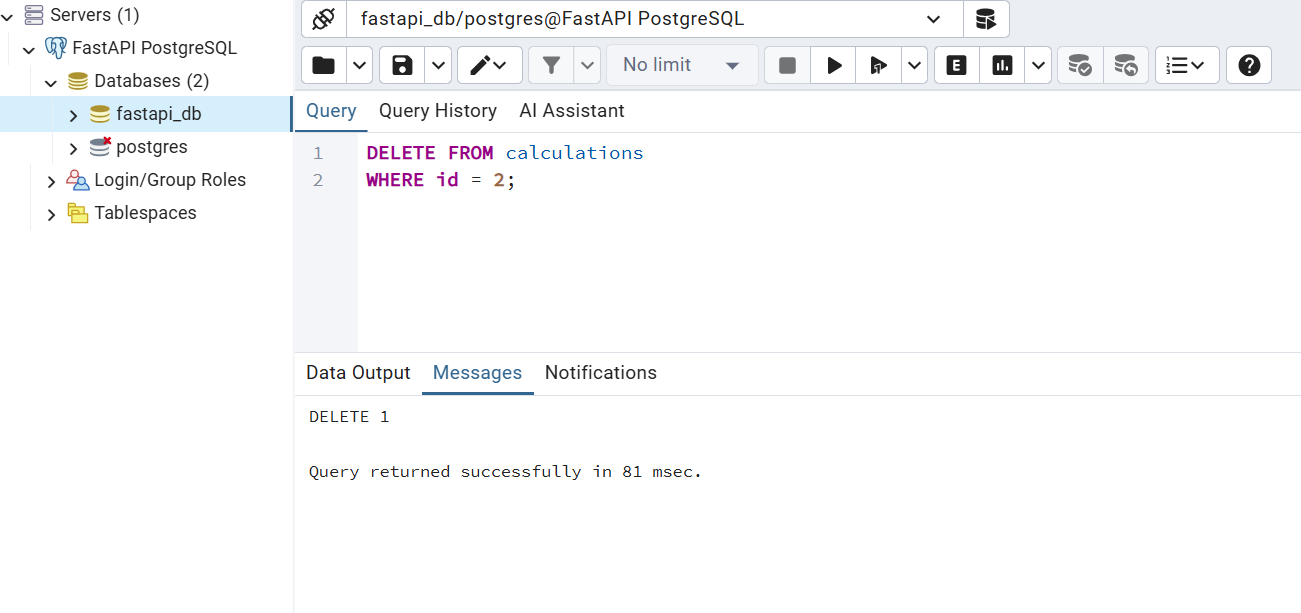 Servers (1)
FastAPI PostgreSQL
Databases (2)
fastapi_db
postgres
Login/Group Roles
Tablespaces
fastapi_db/postgres@FastAPI PostgreSQL
No limit
E
Query Query History AI Assistant
1 DELETE FROM calculations
2 WHERE id = 2;
Data Output Messages Notifications
DELETE 1
Query returned successfully in 81 msec.